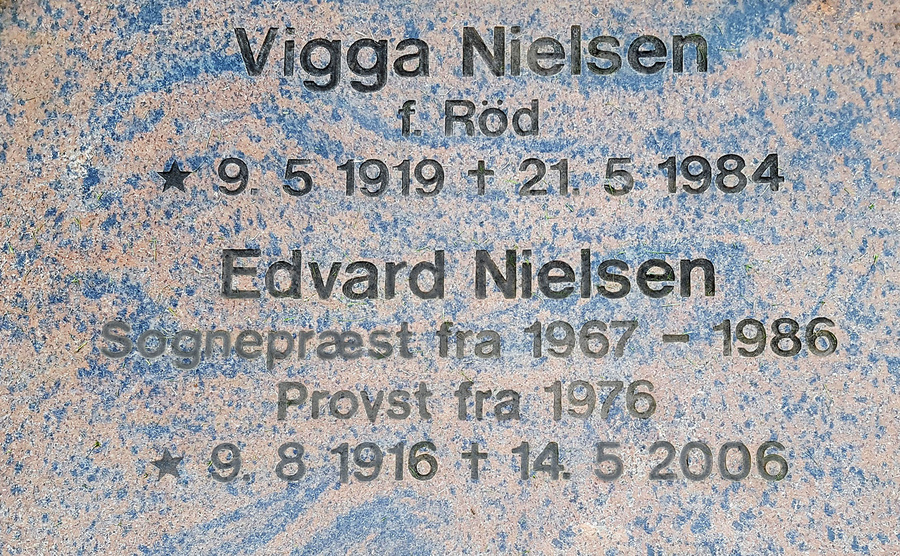 Vigga Nielsen
f. Röd
★ 9. 5 1919 † 21. 5 1984
Edvard Nielsen
Sognepræst fra 1967 - 1986
Provst fra 1976
★ 9. 8 1916 † 14. 5 2006